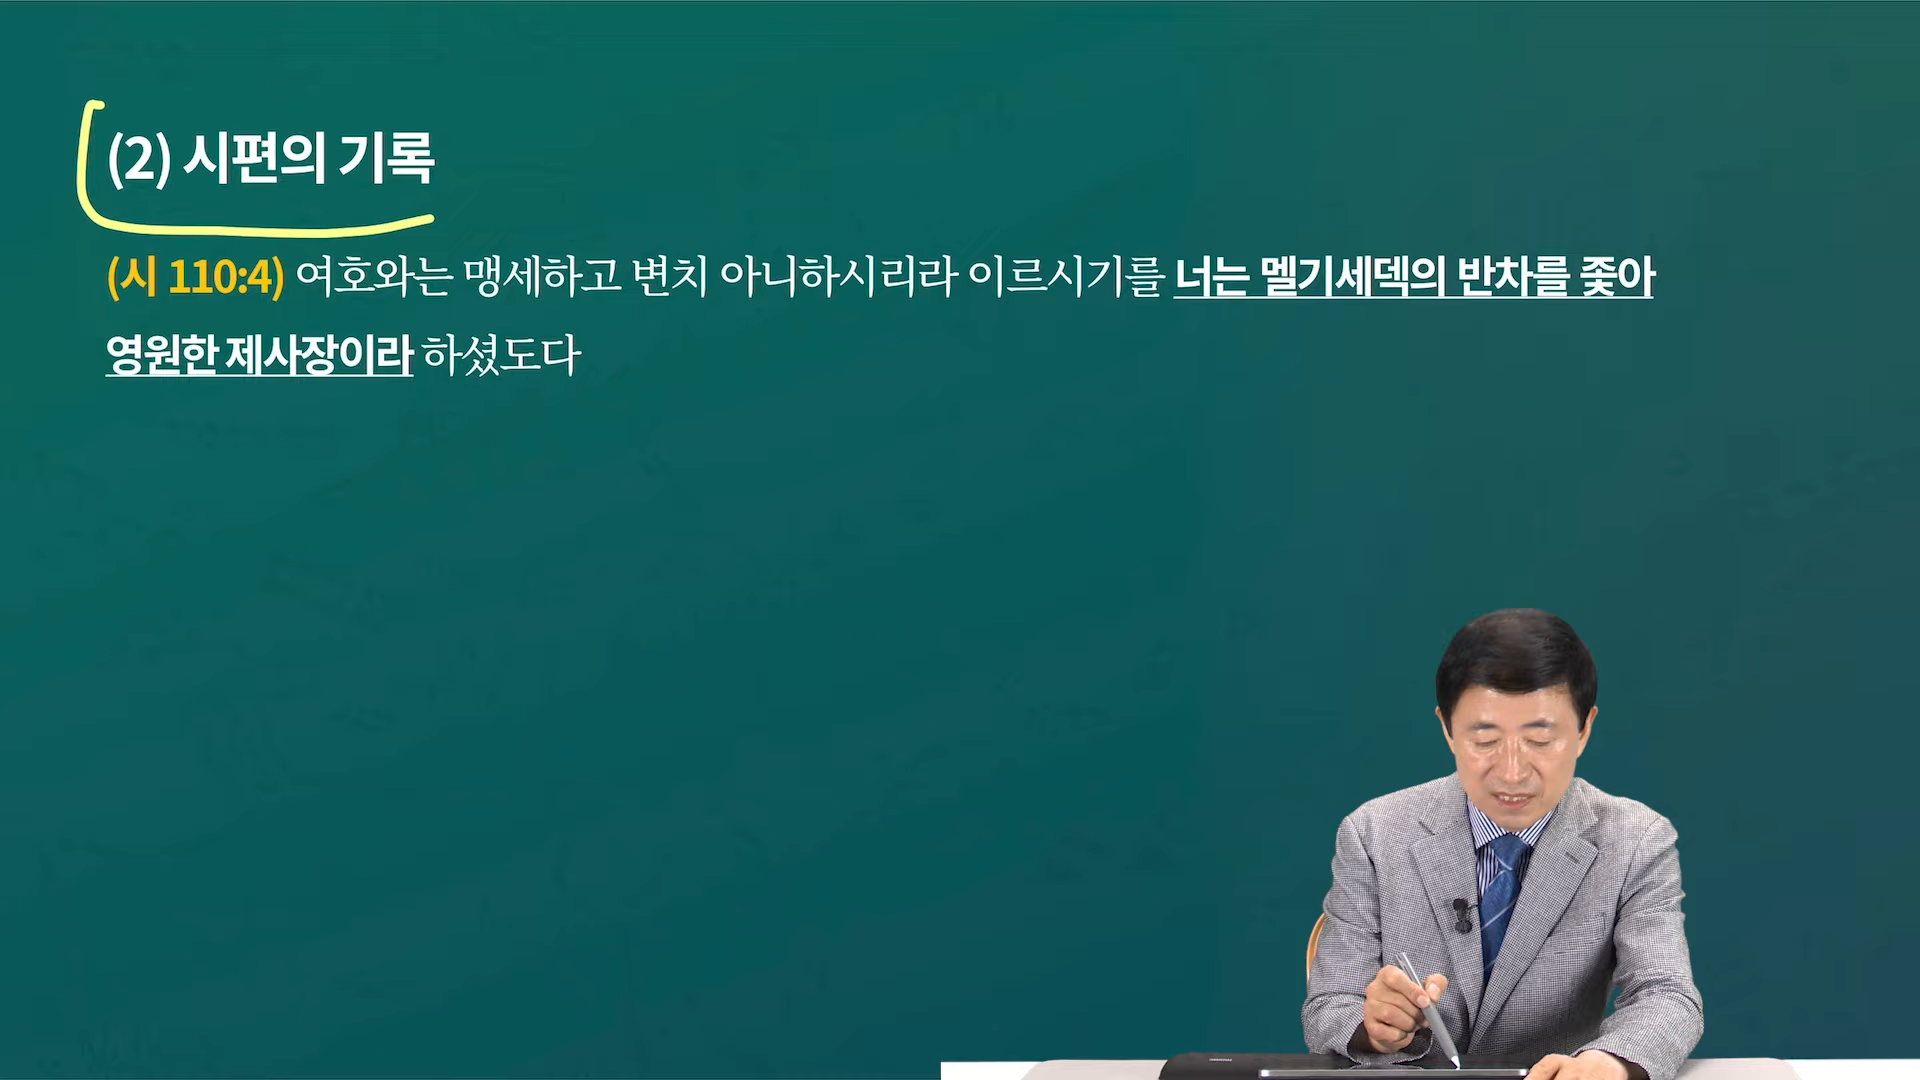 (2) 시편의 기록
(시 110:4) 여호와는 맹세하고 변치 아니하시리라 이르시기를 너는 멜기세덱의 반차를 좇아
영원한 제사장이라 하셨도다